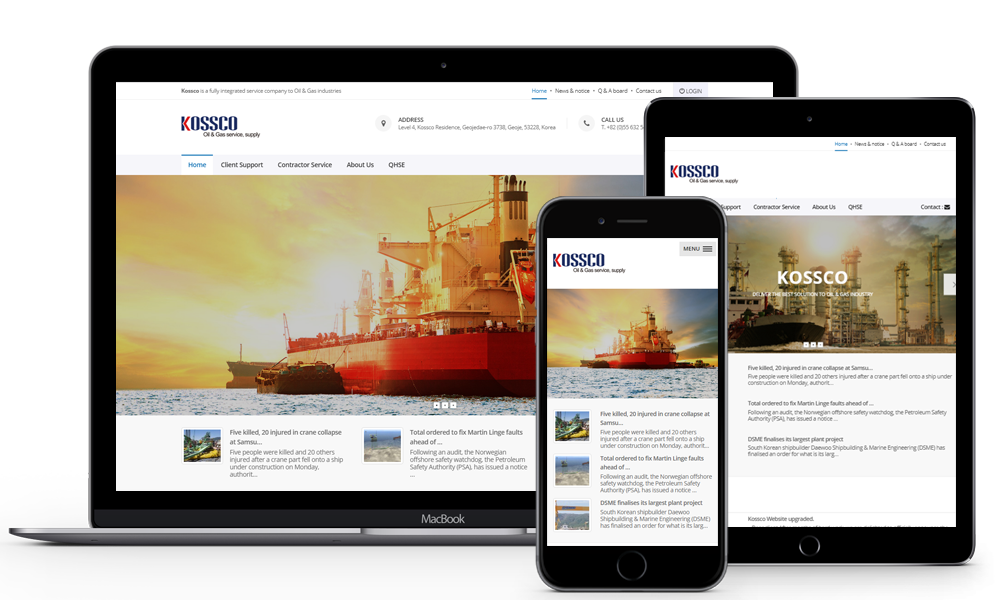 Kossco is a fully integrated service company to Oil & Gas industries
Home • News & notice • Q & A board • Contact us
LOGIN
KOSSCO
Oil & Gas service, supply
ADDRESS
Level 4, Kossco Residence, Geojedae-ro 3738, Geoje, 53228, Korea
CALL US
T. +82 (0)55 632 5
Home
Client Support
Contractor Service
About Us
QHSE
Five killed, 20 injured in crane collapse
at Samsu...
Five people were killed and 20 others
injured after a crane part fell onto a ship
under construction on Monday,
authorit...
Total ordered to fix Martin Linge faults
ahead of ...
Following an audit, the Norwegian
offshore safety watchdog, the Petroleum
Safety Authority (PSA), has issued a notice
...
MacBook
MENU
KOSSCO
Oil & Gas service, supply
Five killed, 20 injured in crane collapse at
Samsu...
Five people were killed and 20 others
injured after a crane part fell onto a ship
under construction on Monday, authorit...
Total ordered to fix Martin Linge faults
ahead of ...
Following an audit, the Norwegian offshore
safety watchdog, the Petroleum Safety
Authority (PSA), has issued a notice ...
DSME finalises its largest plant project
South Korean shipbuilder Daewoo
Shipbuilding & Marine Engineering (DSME)
has finalised an order for what is its larg...
Home • News & notice • Q & A board • Contact us
KOSSCO
Oil & Gas service, supply
Support
Contractor Service
About Us
QHSE
Contact :
KOSSCO
DELIVER THE BEST SOLUTION TO OIL & GAS INDUSTRY
Five killed, 20 injured in crane collapse at Samsu...
Five people were killed and 20 others injured after a crane part fell onto a ship under
construction on Monday, authorit...
Total ordered to fix Martin Linge faults ahead of ...
Following an audit, the Norwegian offshore safety watchdog, the Petroleum Safety
Authority (PSA), has issued a notice ...
DSME finalises its largest plant project
South Korean shipbuilder Daewoo Shipbuilding & Marine Engineering (DSME) has
finalised an order for what is its larg...
Kossco Website upgraded.